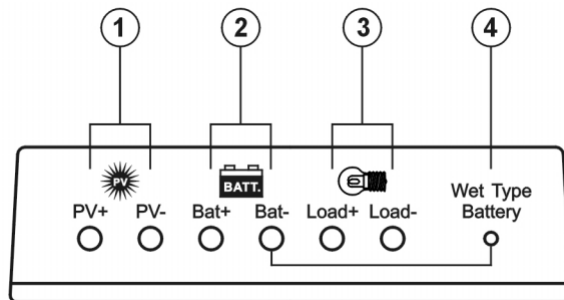 1 2 3 4
PV
BATT.
Wet Type
Battery
PV+ PV- Bat+ Bat- Load+ Load-